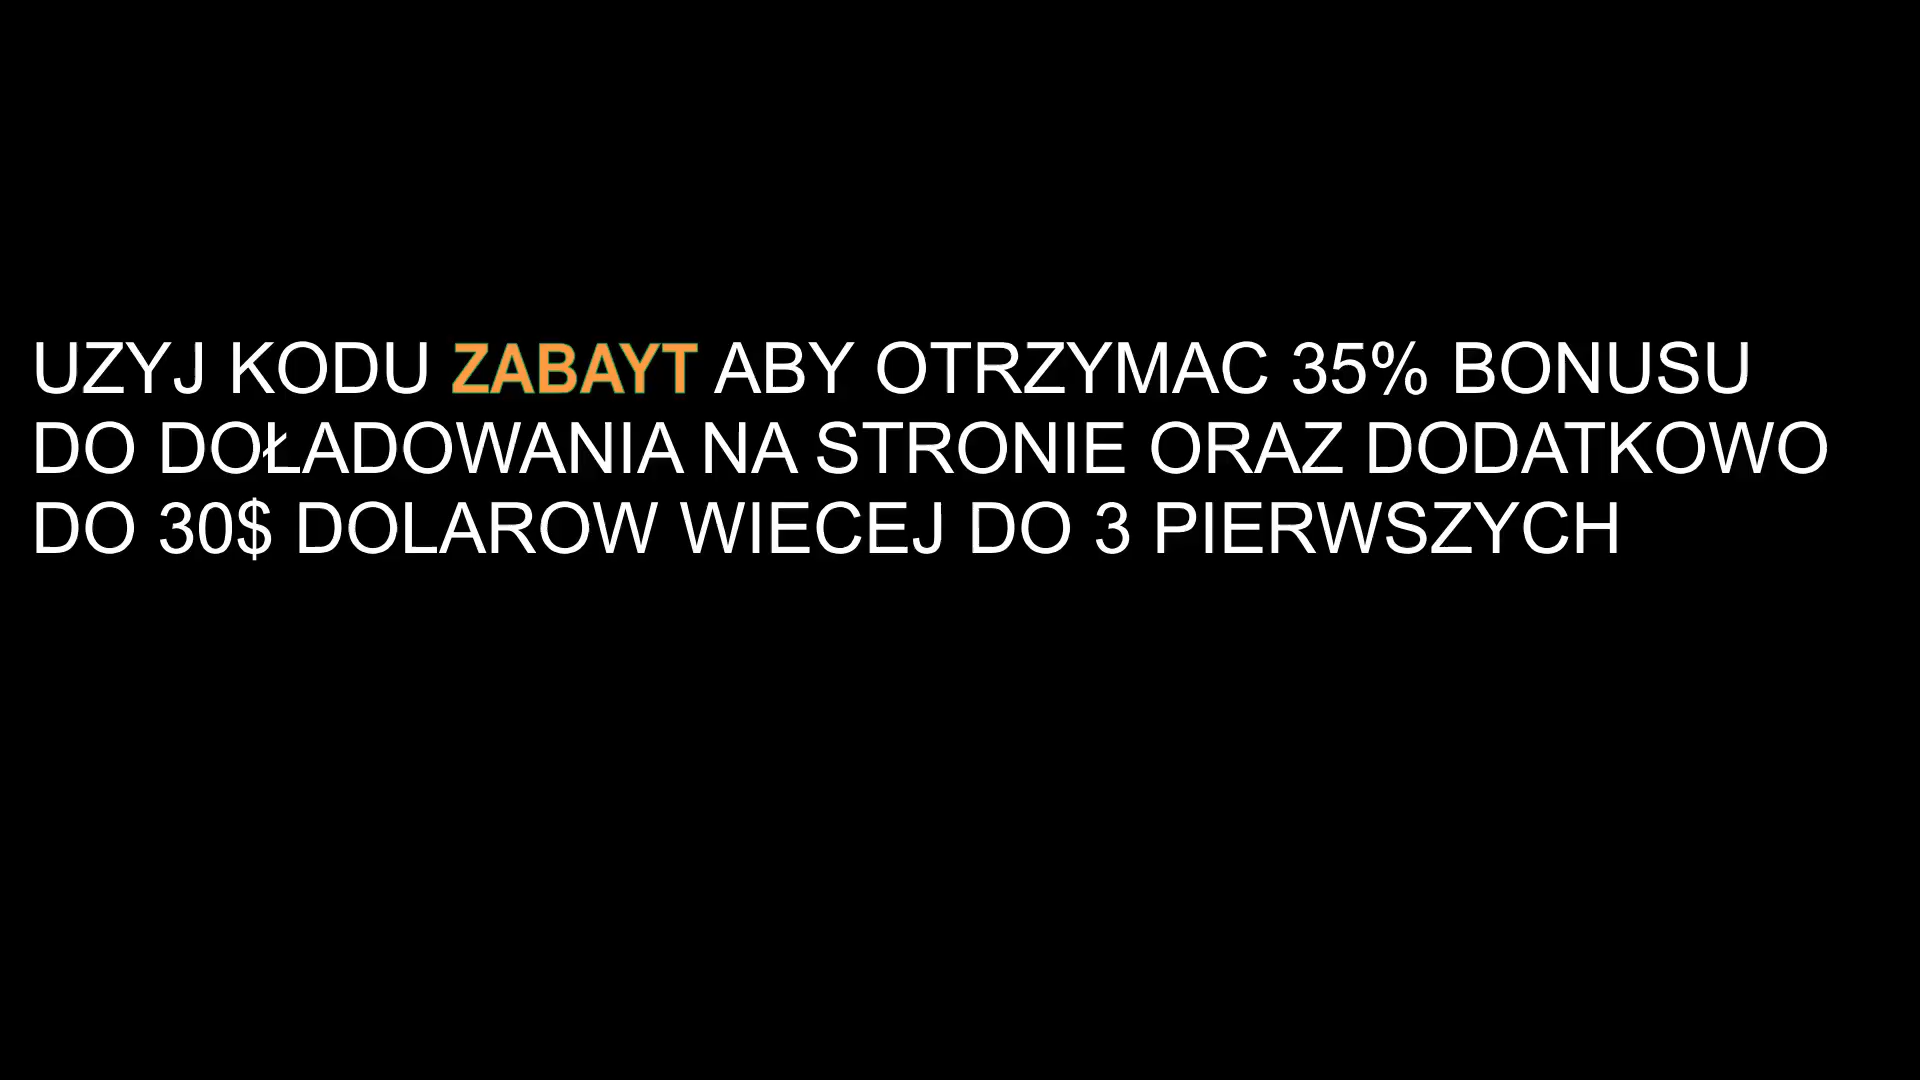 UZYJ KODU ZABAYT ABY OTRZYMAC 35% BONUSU
DO DOŁADOWANIA NA STRONIE ORAZ DODATKOWO
DO 30$ DOLAROW WIECEJ DO 3 PIERWSZYCH